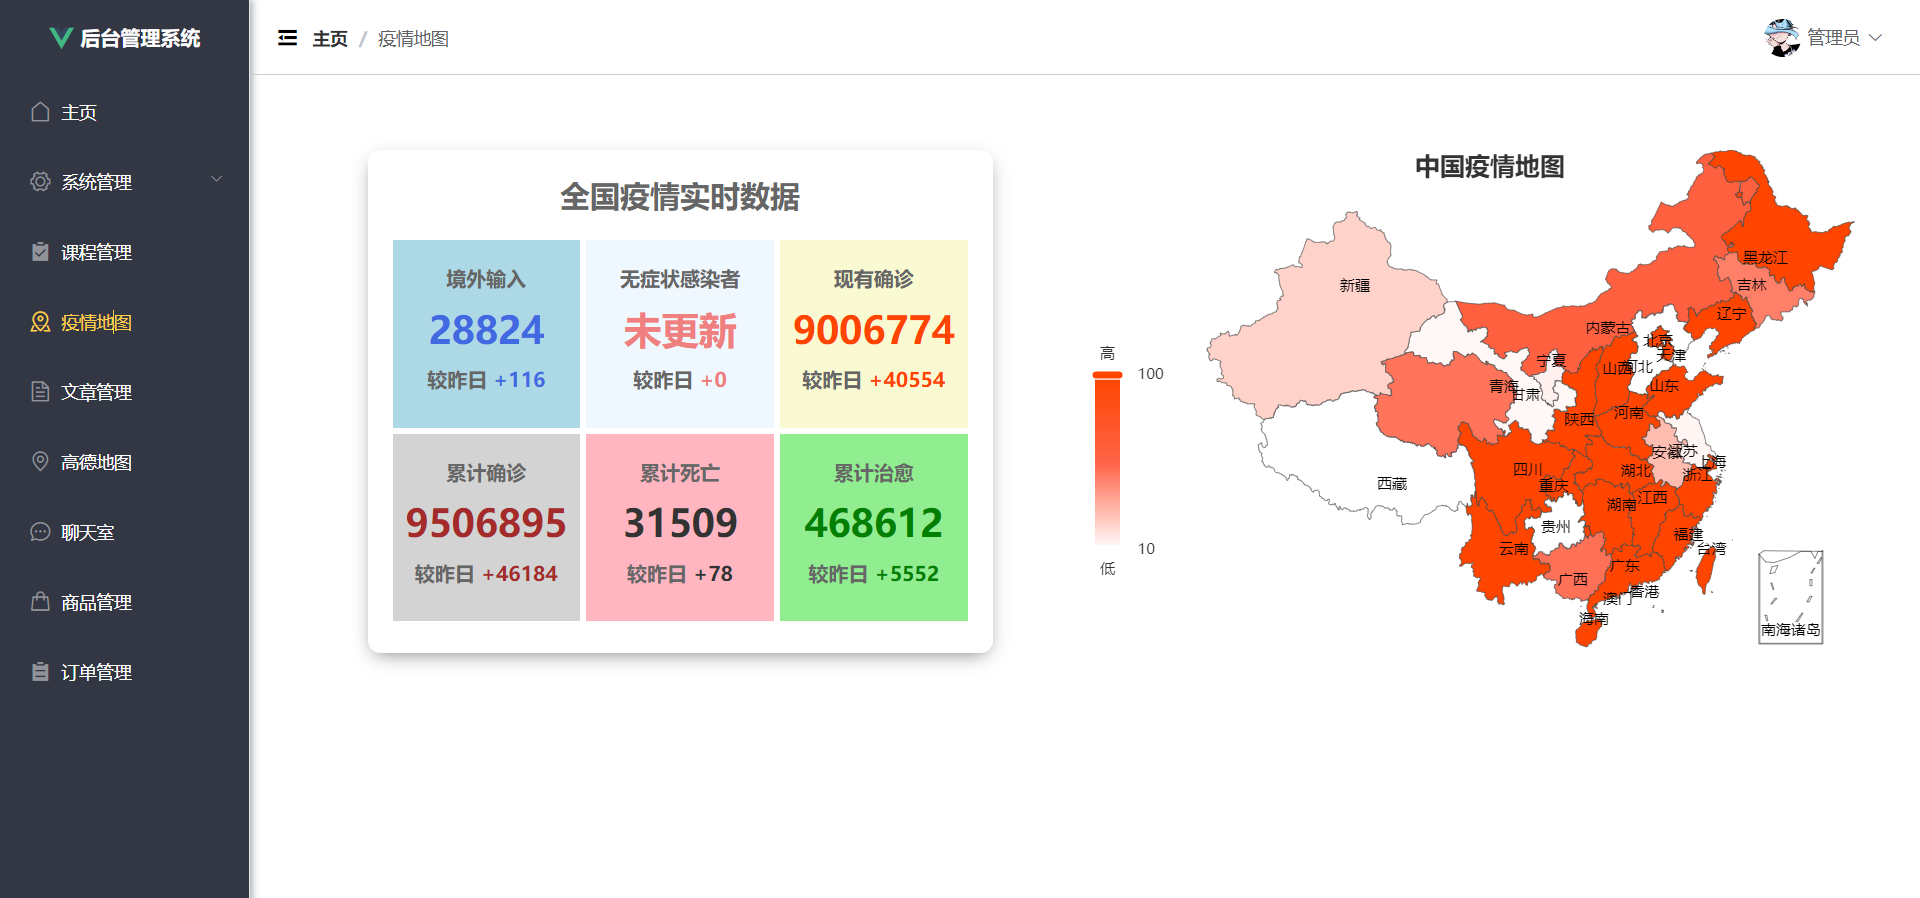 后台管理系统
主页 / 疫情地图
管理员
主页
系统管理
课程管理
疫情地图
文章管理
高德地图
聊天室
商品管理
订单管理
全国疫情实时数据
境外输入
28824
较昨日 +116
无症状感染者
未更新
较昨日 +0
现有确诊
9006774
较昨日 +40554
累计确诊
9506895
较昨日 +46184
累计死亡
31509
较昨日 +78
累计治愈
468612
较昨日 +5552
中国疫情地图
高
100
10
低
黑龙江
吉林
辽宁
新疆
内蒙古
北京
天津
宁夏
山西
河北
青海
甘肃
山东
陕西
河南
安徽
江苏
上海
四川
湖北
浙江
西藏
重庆
湖南
江西
贵州
福建
云南
台湾
广东
广西
香港
澳门
海南
南海诸岛